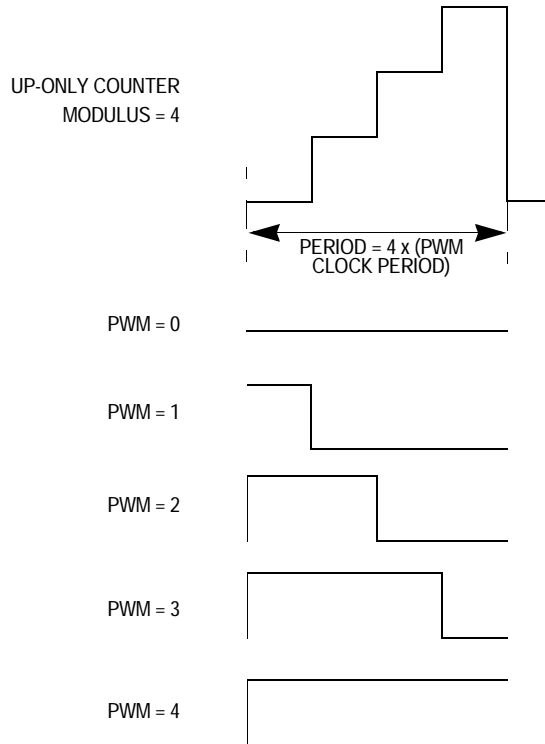 UP-ONLY COUNTER
MODULUS = 4
PERIOD = 4 x (PWM
CLOCK PERIOD)
PWM = 0
PWM = 1
PWM = 2
PWM = 3
PWM = 4